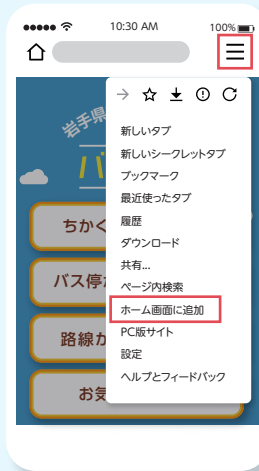 10:30 AM
100%
岩手県
バ
新しいタブ
新しいシークレットタブ
ブックマーク
最近使ったタブ
履歴
ダウンロード
共有...
ページ内検索
ホーム画面に追加
PC版サイト
設定
ヘルプとフィードバック
ちかく
バス停
路線か
お気